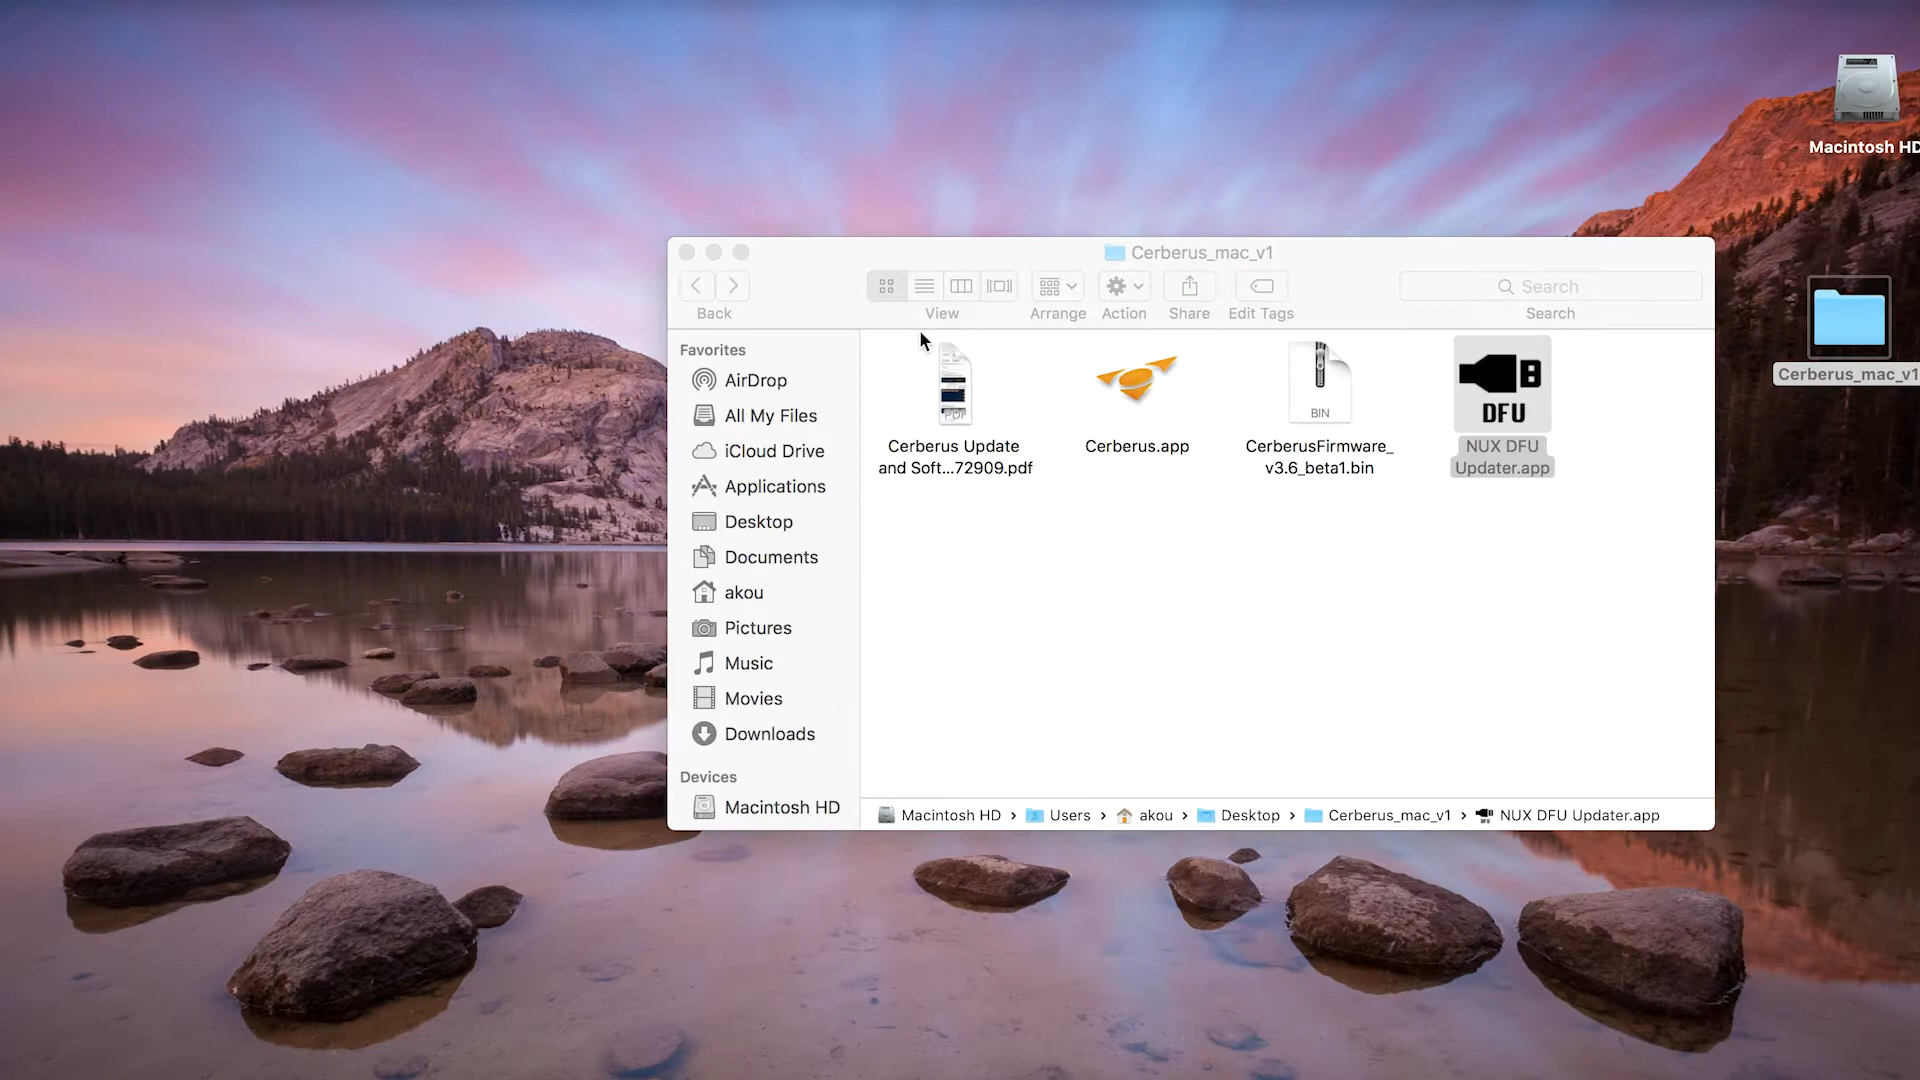 Macintosh HD
Cerberus_mac_v1
Search
Back
View
Arrange
Action
Share
Edit Tags
Search
Favorites
AirDrop
All My Files
iCloud Drive
Applications
Desktop
Documents
akou
Pictures
Music
Movies
Downloads
Devices
Macintosh HD
PDF
Cerberus Update
and Soft...72909.pdf
Cerberus.app
BIN
CerberusFirmware_
v3.6_beta1.bin
DFU
NUX DFU
Updater.app
Cerberus_mac_v1
Macintosh HD › Users › akou › Desktop › Cerberus_mac_v1 › NUX DFU Updater.app